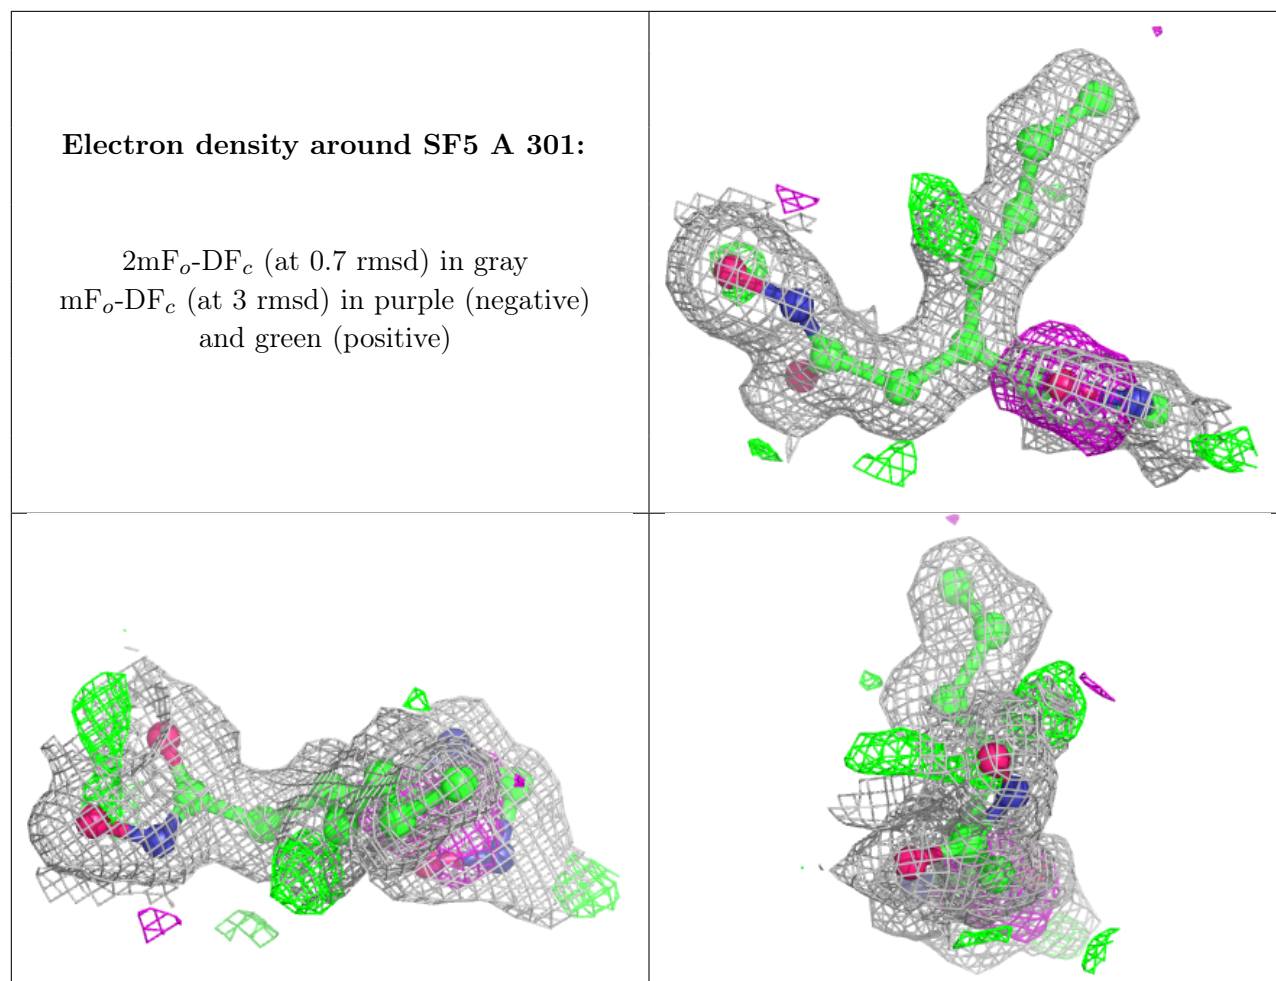 Electron density around SF5 A 301:
2mFₒ-DF𝒸 (at 0.7 rmsd) in gray
mFₒ-DF𝒸 (at 3 rmsd) in purple (negative)
and green (positive)